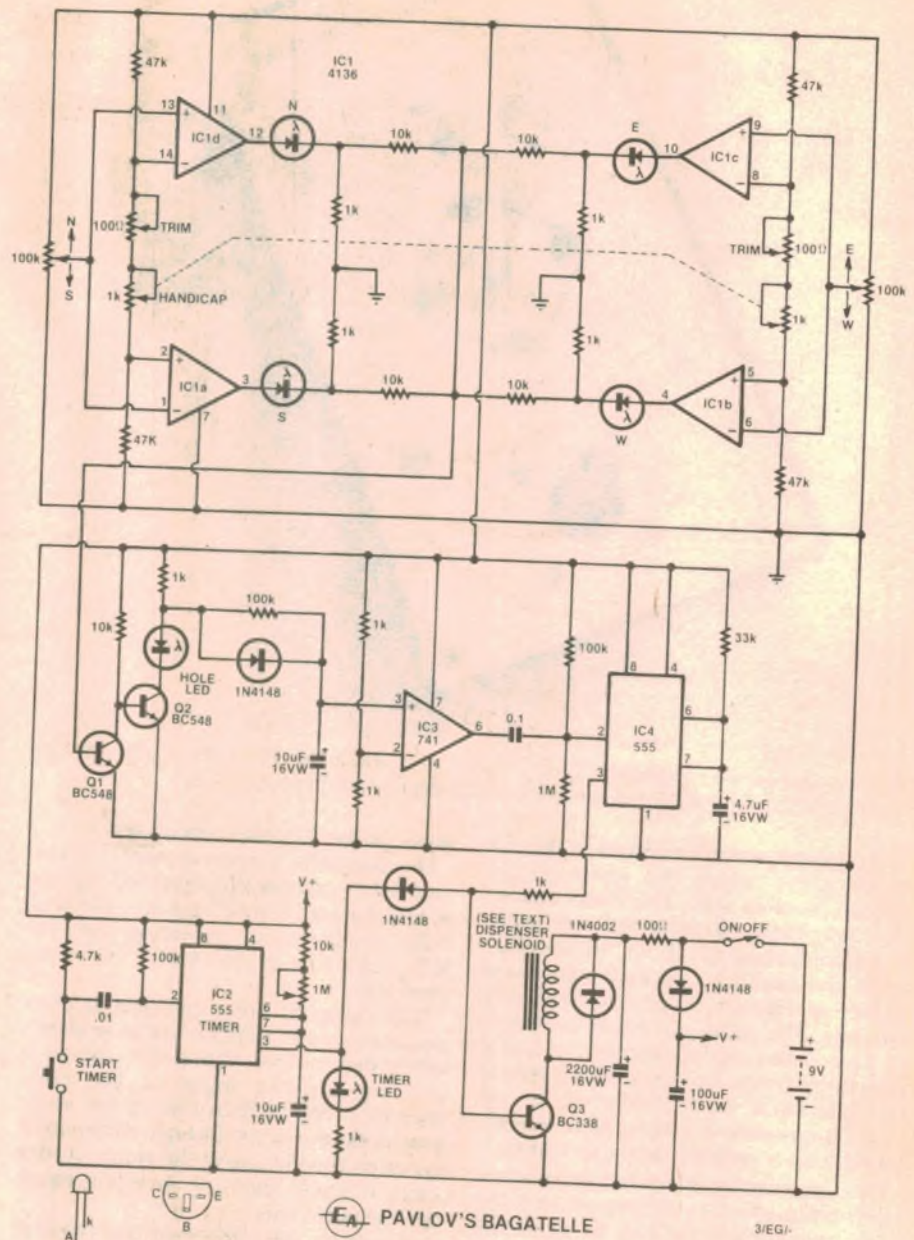 47k
IC1
4136
47k
13
+
11
IC1d
12
N
14
−
10k
10k
E
10
IC1c
+
9
−
8
N
S
100k
100Ω
TRIM
1k
1k
TRIM
100Ω
E
W
100k
1k
HANDICAP
1k
1k
1k
2
+
IC1a
3
1
−
7
S
10k
10k
W
4
IC1b
+
5
−
6
47K
47k
1k
100k
10k
1k
100k
33k
HOLE
LED
1N4148
Q2
BC548
3
+
7
IC3
741
6
2
−
4
0.1
8
4
IC4
555
2
6
3
7
1
Q1
BC548
10uF
16VW
+
−
1k
1M
4.7uF
16VW
+
−
V+
1N4148
1k
(SEE TEXT)
DISPENSER
SOLENOID
1N4002
100Ω
ON/OFF
4.7k
100k
8
4
10k
1N4148
.01
2
IC2
555
TIMER
6
7
3
1
1M
V+
START
TIMER
TIMER
LED
2200uF
16VW
+
−
100uF
16VW
+
−
+
9V
−
10uF
16VW
+
−
1k
Q3
BC338
k
A
C
E
B
EA
PAVLOV'S BAGATELLE
3/EG/-